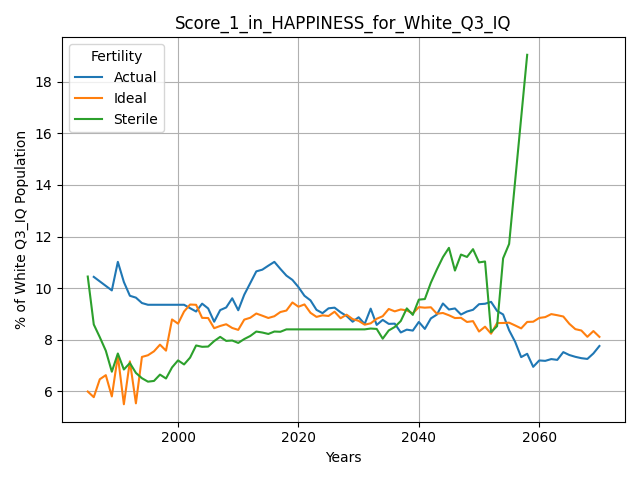 Score_1_in_HAPPINESS_for_White_Q3_IQ
Fertility
Actual
Ideal
Sterile
% of White Q3_IQ Population
18
16
14
12
10
8
6
2000 2020 2040 2060
Years